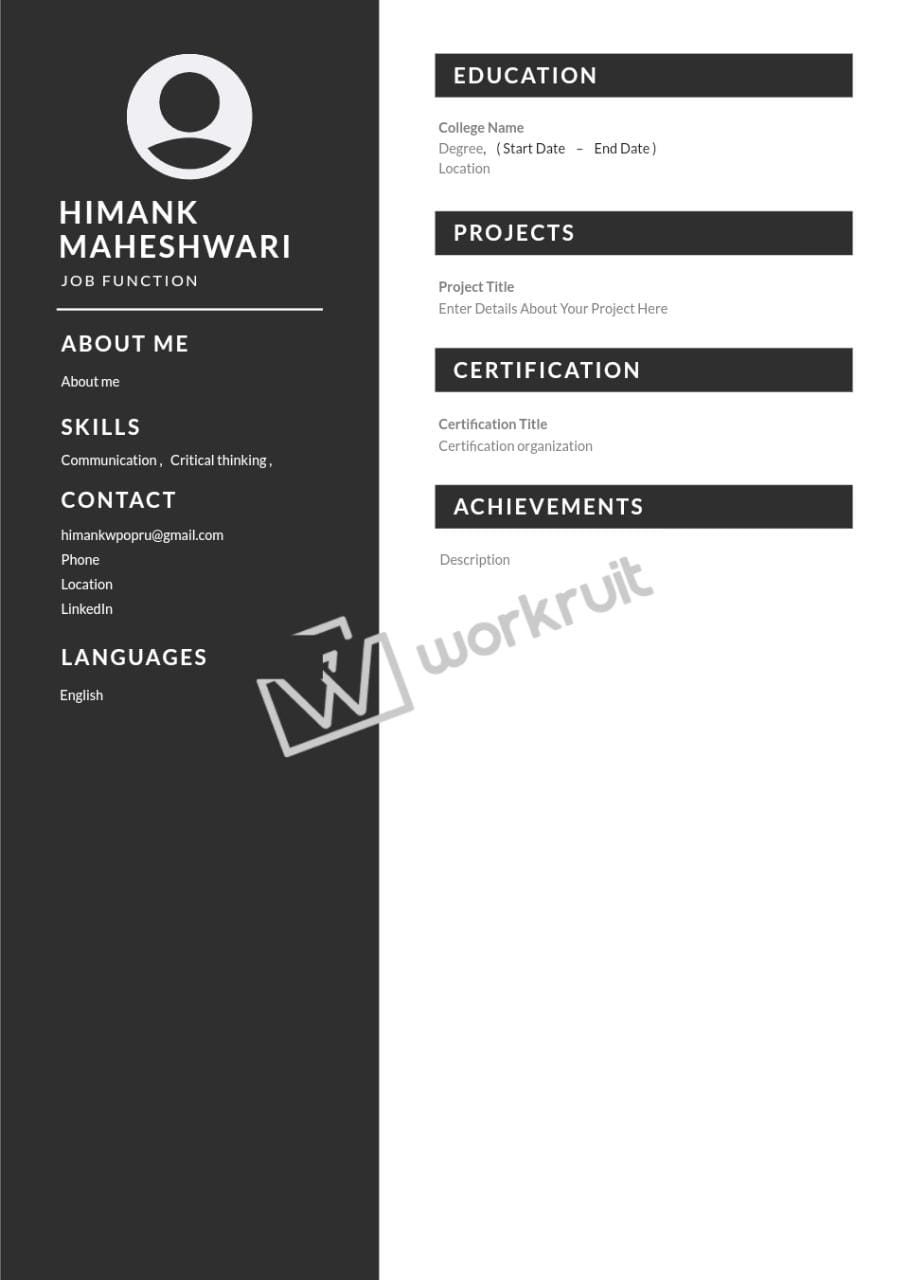 HIMANK
MAHESHWARI
JOB FUNCTION
ABOUT ME
About me
SKILLS
Communication ,  Critical thinking ,
CONTACT
himankwpopru@gmail.com
Phone
Location
LinkedIn
LANGUAGES
English
EDUCATION
College Name
Degree,  ( Start Date  –  End Date )
Location
PROJECTS
Project Title
Enter Details About Your Project Here
CERTIFICATION
Certification Title
Certification organization
ACHIEVEMENTS
Description
workruit